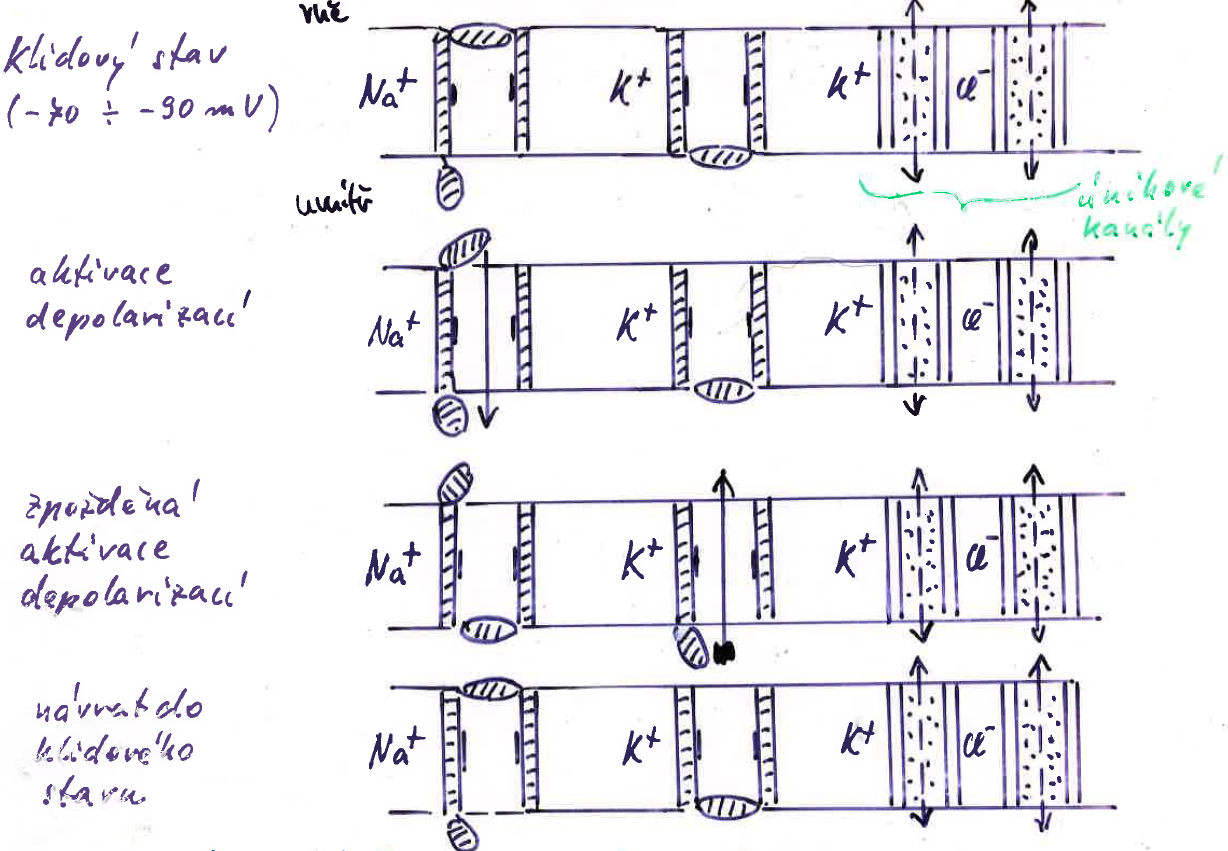 vně
klidový stav
(-70 ÷ -90 mV)
Na⁺ K⁺ K⁺ Cl⁻
uvnitř
únikové
kanály
aktivace
depolarizací
Na⁺ K⁺ K⁺ Cl⁻
zpožděná
aktivace
depolarizací
Na⁺ K⁺ K⁺ Cl⁻
návrat do
klidového
stavu
Na⁺ K⁺ K⁺ Cl⁻